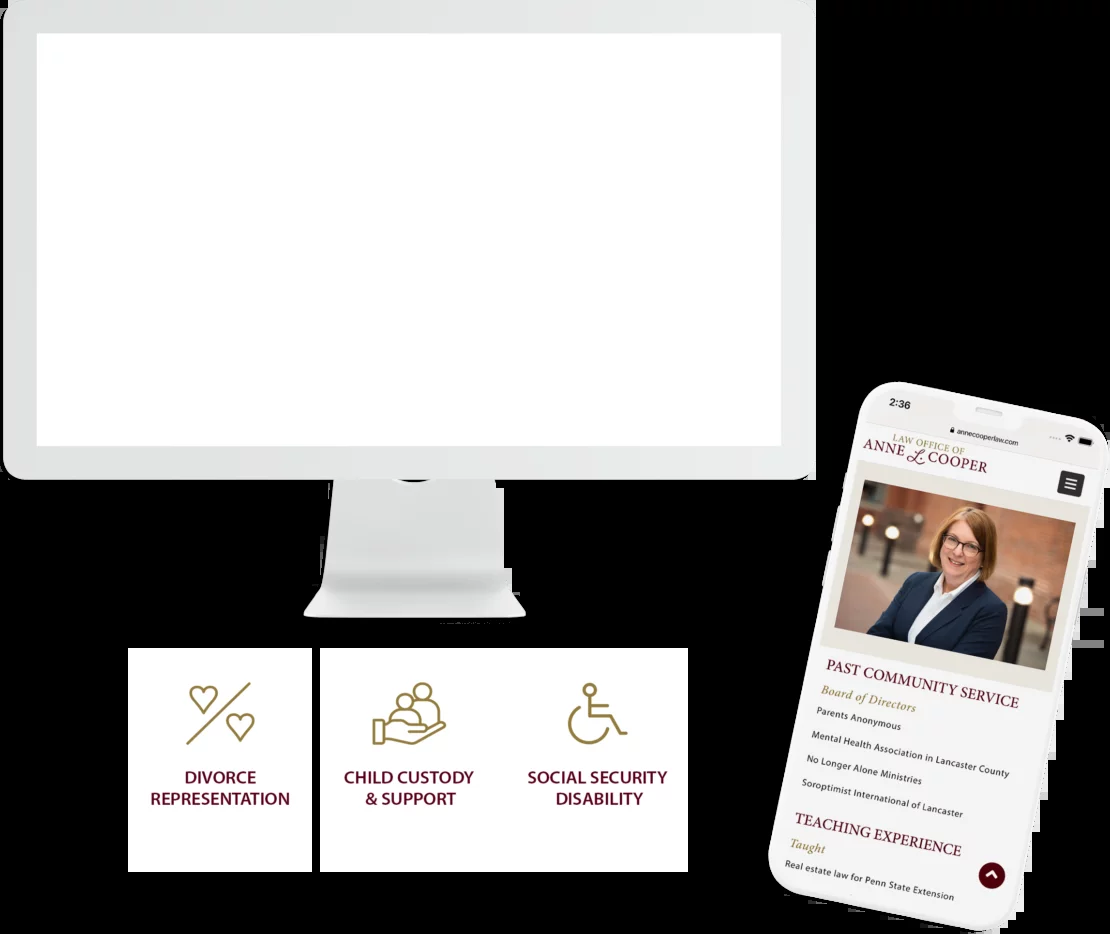 2:36
annecooperlaw.com
LAW OFFICE OF
ANNE L. COOPER
PAST COMMUNITY SERVICE
Board of Directors
Parents Anonymous
Mental Health Association in Lancaster County
No Longer Alone Ministries
Soroptimist International of Lancaster
TEACHING EXPERIENCE
Taught
Real estate law for Penn State Extension
DIVORCE
REPRESENTATION
CHILD CUSTODY
& SUPPORT
SOCIAL SECURITY
DISABILITY